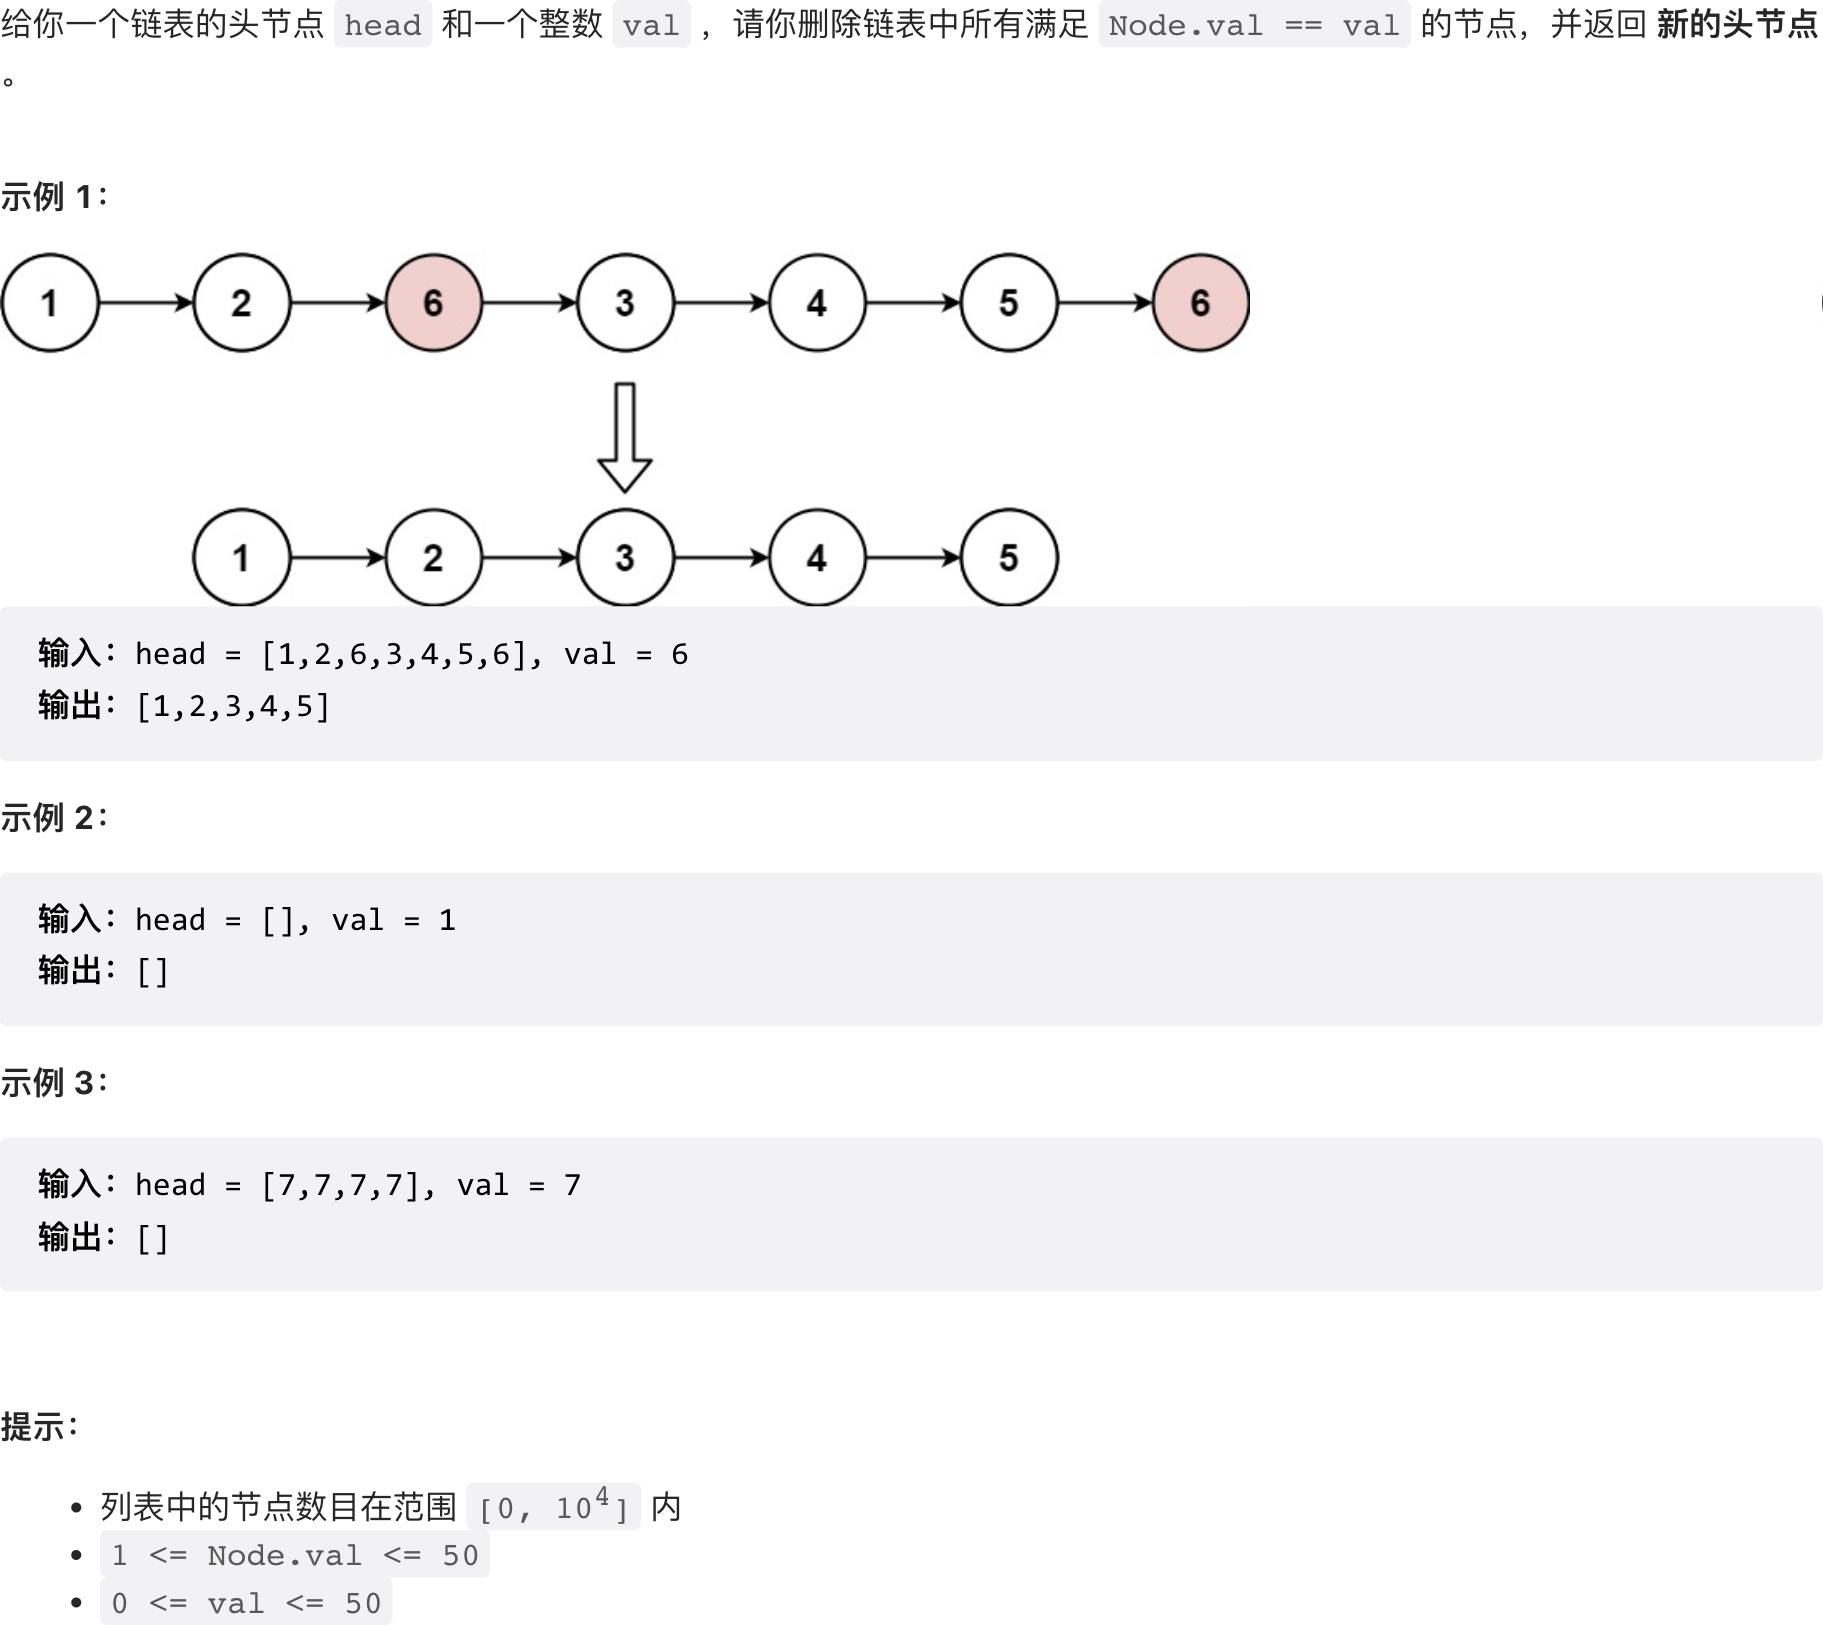 给你一个链表的头节点 head 和一个整数 val ，请你删除链表中所有满足 Node.val == val 的节点，并返回 新的头节点
。
示例 1：
1 2 6 3 4 5 6
1 2 3 4 5
输入：head = [1,2,6,3,4,5,6], val = 6
输出：[1,2,3,4,5]
示例 2：
输入：head = [], val = 1
输出：[]
示例 3：
输入：head = [7,7,7,7], val = 7
输出：[]
提示：
• 列表中的节点数目在范围 [0, 10⁴] 内
• 1 <= Node.val <= 50
• 0 <= val <= 50